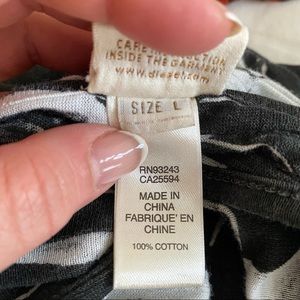 CARE INSTRUCTION
INSIDE THE GARMENT
www.diesel.com
SIZE L
RN93243
CA25594
MADE IN
CHINA
FABRIQUE' EN
CHINE
100% COTTON